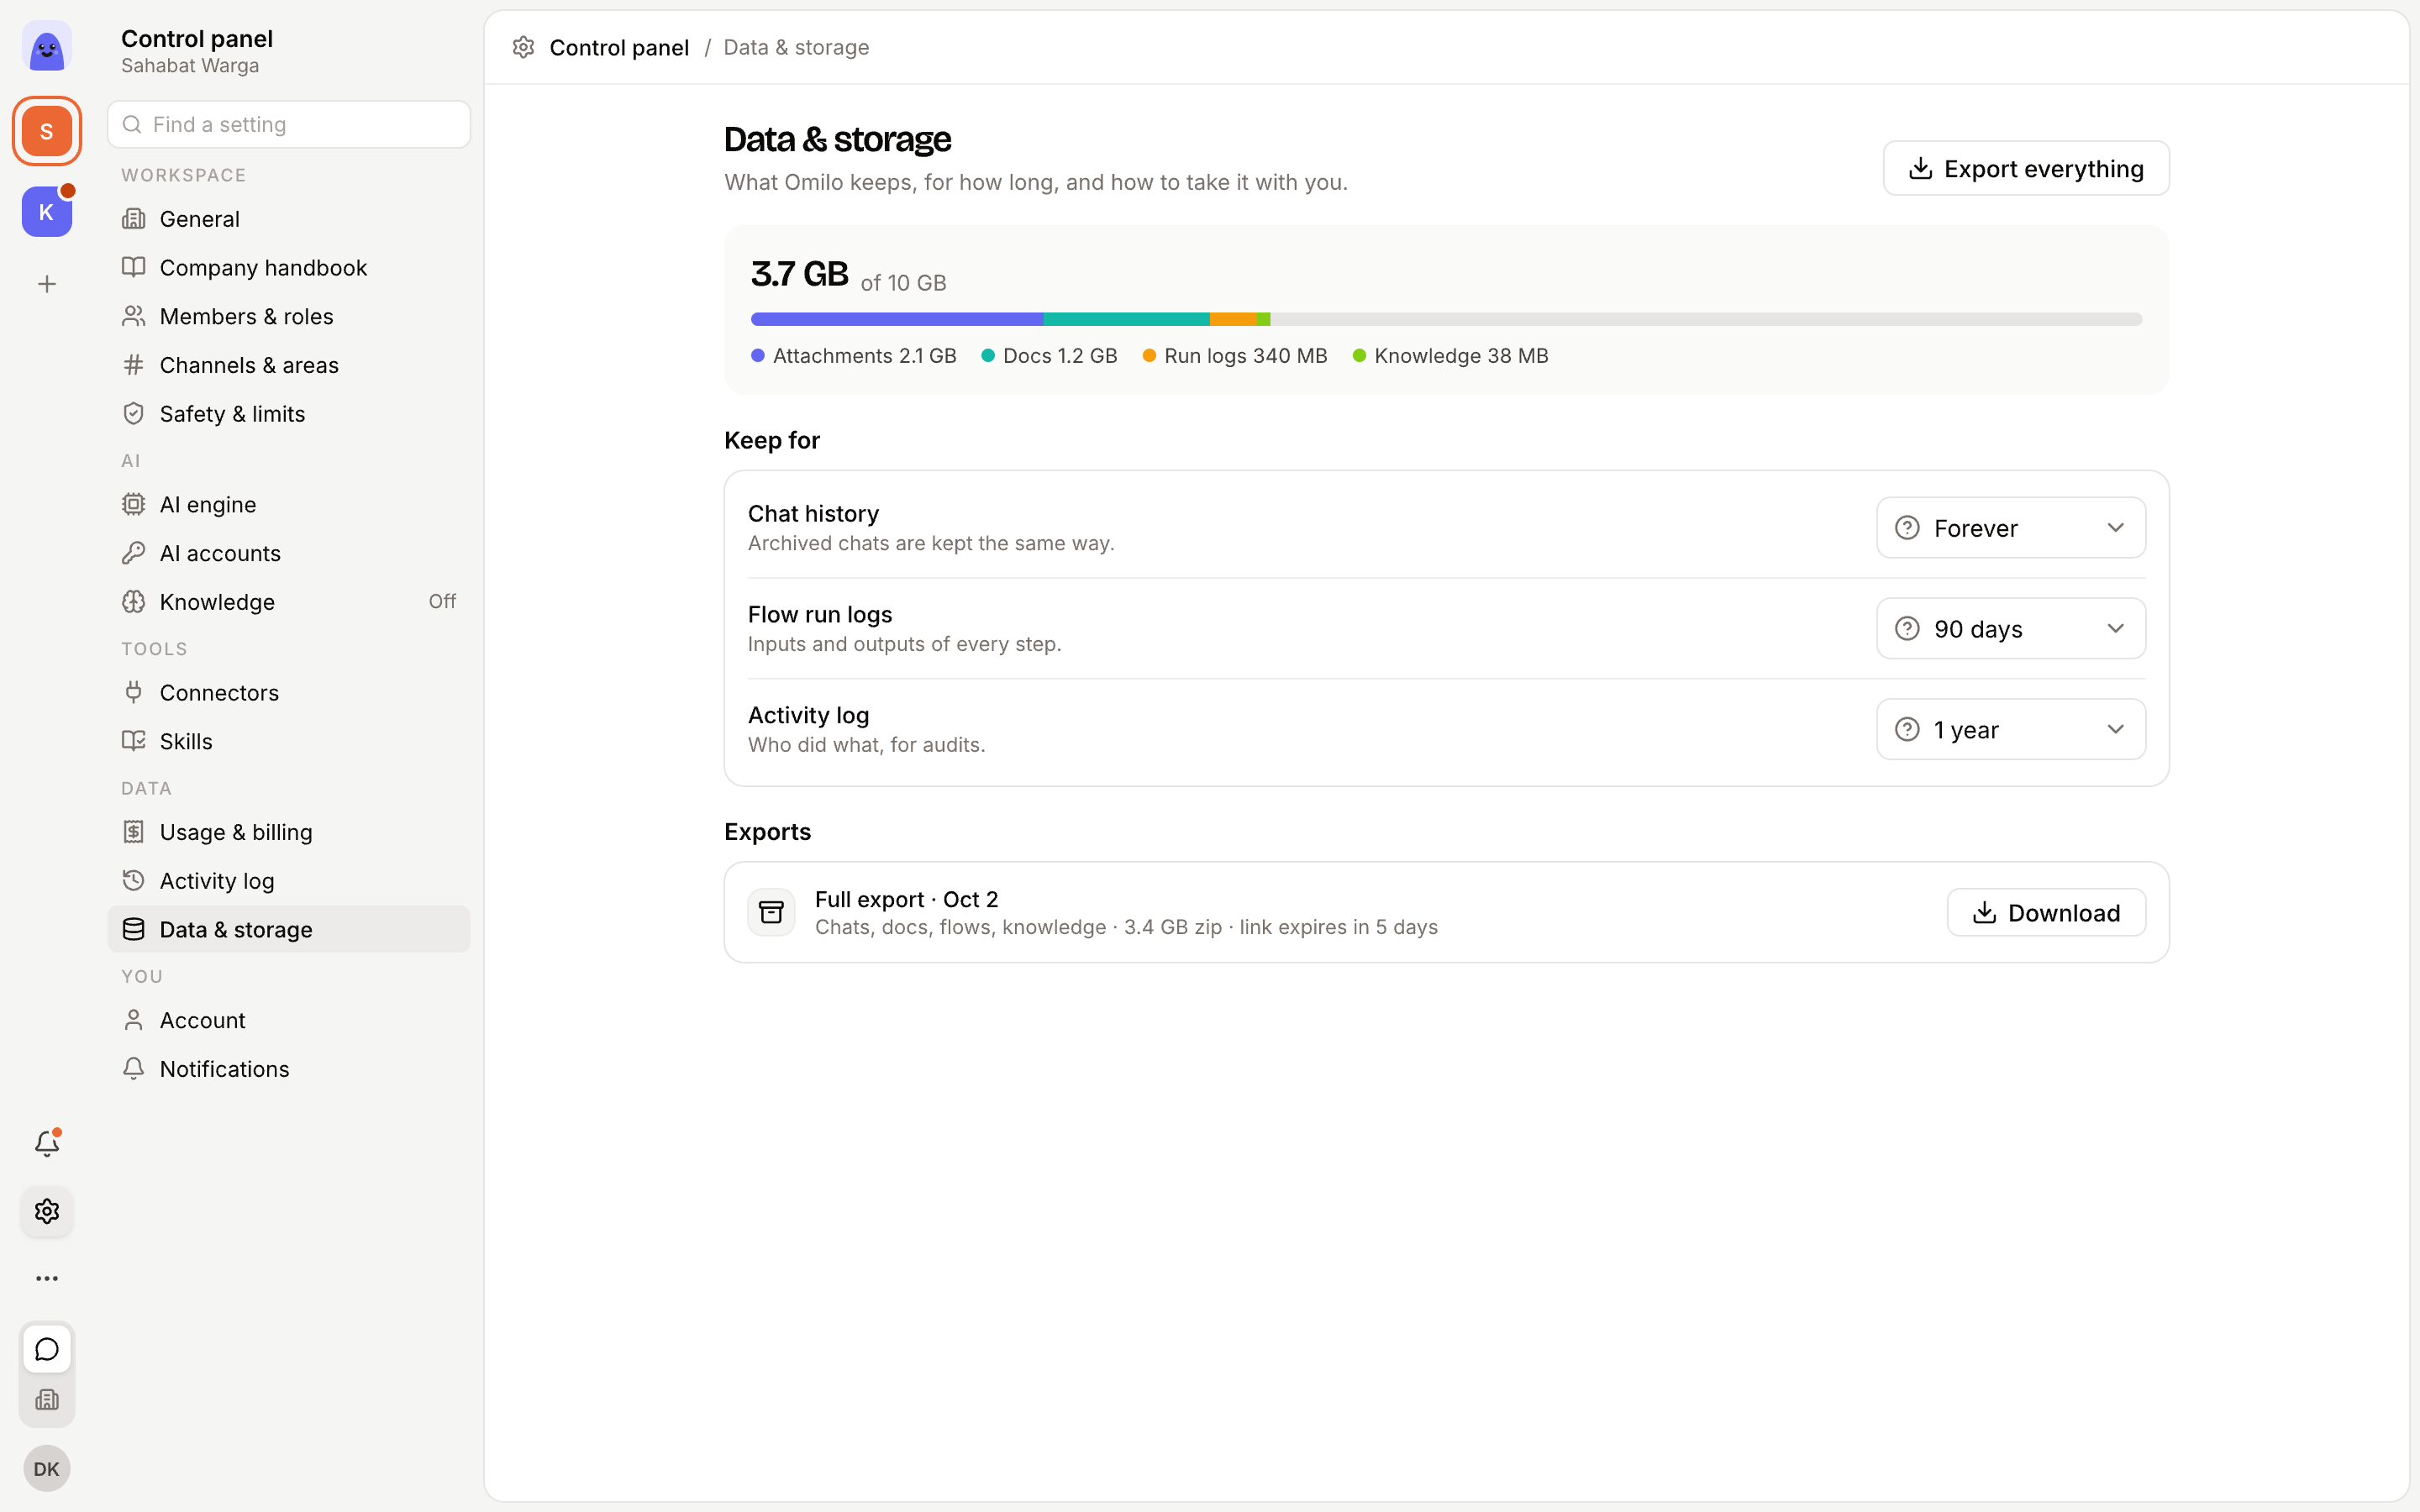 Control panel
Sahabat Warga
S
K
Find a setting
WORKSPACE
General
Company handbook
Members & roles
Channels & areas
Safety & limits
AI
AI engine
AI accounts
Knowledge Off
TOOLS
Connectors
Skills
DATA
Usage & billing
Activity log
Data & storage
YOU
Account
Notifications
DK
Control panel / Data & storage
Data & storage
What Omilo keeps, for how long, and how to take it with you.
Export everything
3.7 GB of 10 GB
Attachments 2.1 GB Docs 1.2 GB Run logs 340 MB Knowledge 38 MB
Keep for
Chat history
Archived chats are kept the same way.
Forever
Flow run logs
Inputs and outputs of every step.
90 days
Activity log
Who did what, for audits.
1 year
Exports
Full export · Oct 2
Chats, docs, flows, knowledge · 3.4 GB zip · link expires in 5 days
Download